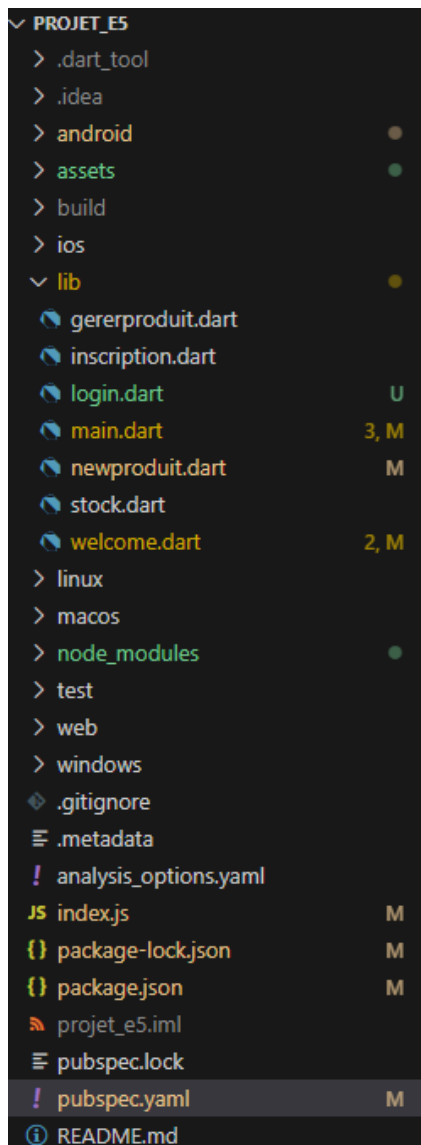 PROJET_E5
.dart_tool
.idea
android
assets
build
ios
lib
gererproduit.dart
inscription.dart
login.dart U
main.dart 3, M
newproduit.dart M
stock.dart
welcome.dart 2, M
linux
macos
node_modules
test
web
windows
.gitignore
.metadata
! analysis_options.yaml
JS index.js M
{} package-lock.json M
{} package.json M
projet_e5.iml
pubspec.lock
! pubspec.yaml M
README.md